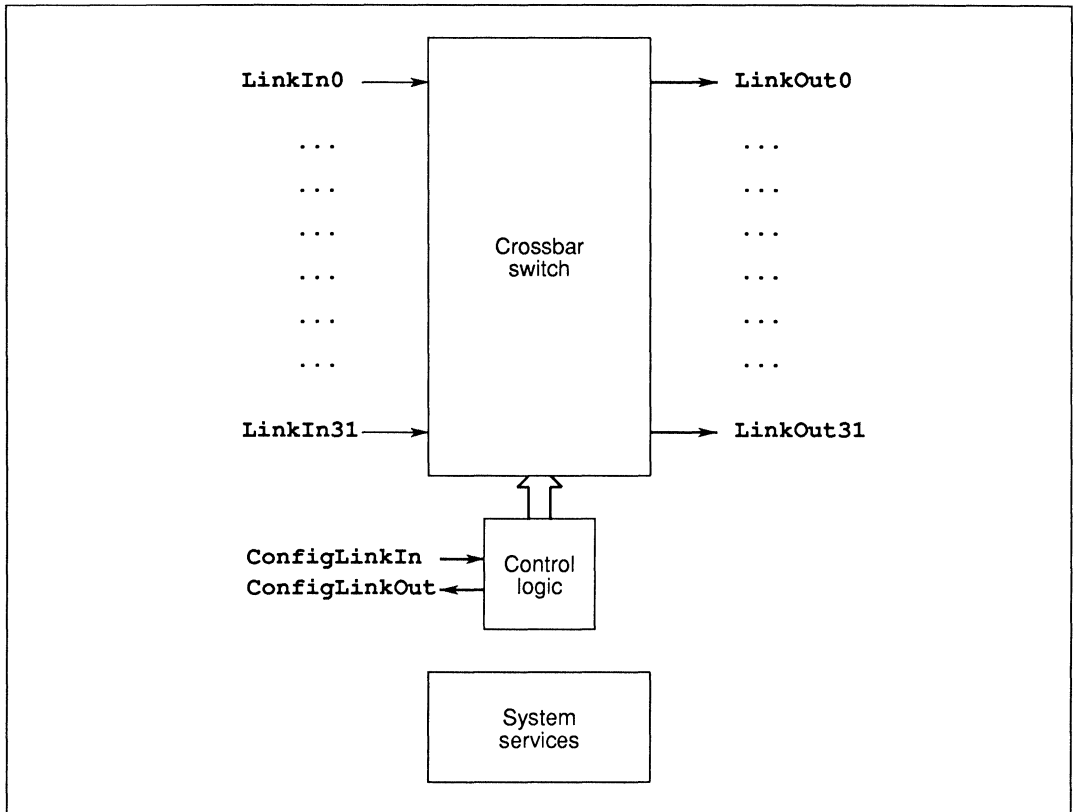 LinkIn0 LinkOut0
... ...
... ...
... ...
Crossbar
switch
... ...
... ...
... ...
LinkIn31 LinkOut31
ConfigLinkIn
ConfigLinkOut
Control
logic
System
services